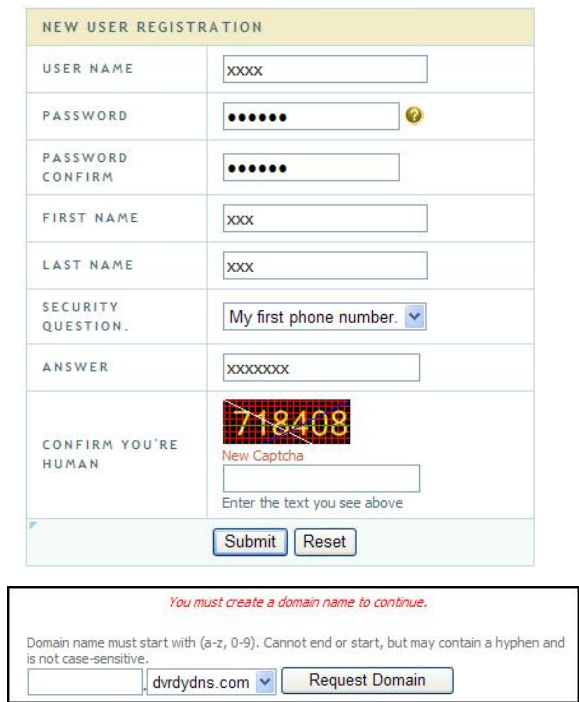 NEW USER REGISTRATION
USER NAME
xxxx
PASSWORD
●●●●●●
?
PASSWORD
CONFIRM
●●●●●●
FIRST NAME
xxx
LAST NAME
xxx
SECURITY
QUESTION.
My first phone number.
ANSWER
xxxxxxx
CONFIRM YOU'RE
HUMAN
718408
New Captcha
Enter the text you see above
Submit Reset
You must create a domain name to continue.
Domain name must start with (a-z, 0-9). Cannot end or start, but may contain a hyphen and
is not case-sensitive.
. dvrdydns.com Request Domain